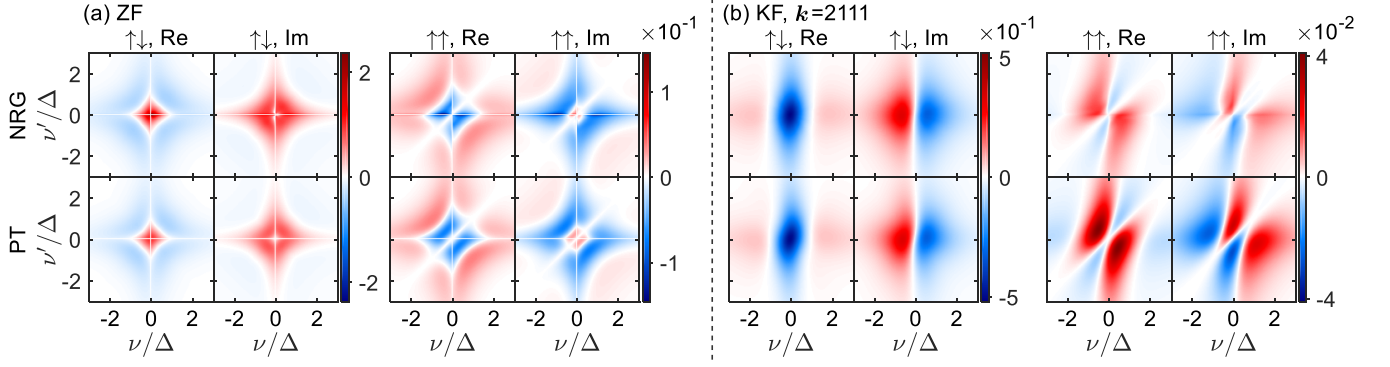 (a) ZF
(b) KF, k=2111
↑↓, Re
↑↓, Im
↑↑, Re
↑↑, Im
×10⁻¹
↑↓, Re
↑↓, Im
×10⁻¹
↑↑, Re
↑↑, Im
×10⁻²
NRG
ν′/Δ
2
0
-2
PT
ν′/Δ
2
0
-2
2
0
-2
1
0
-1
5
0
-5
4
0
-4
-2 0 2
-2 0 2
-2 0 2
-2 0 2
-2 0 2
-2 0 2
-2 0 2
-2 0 2
ν/Δ
ν/Δ
ν/Δ
ν/Δ
ν/Δ
ν/Δ
ν/Δ
ν/Δ